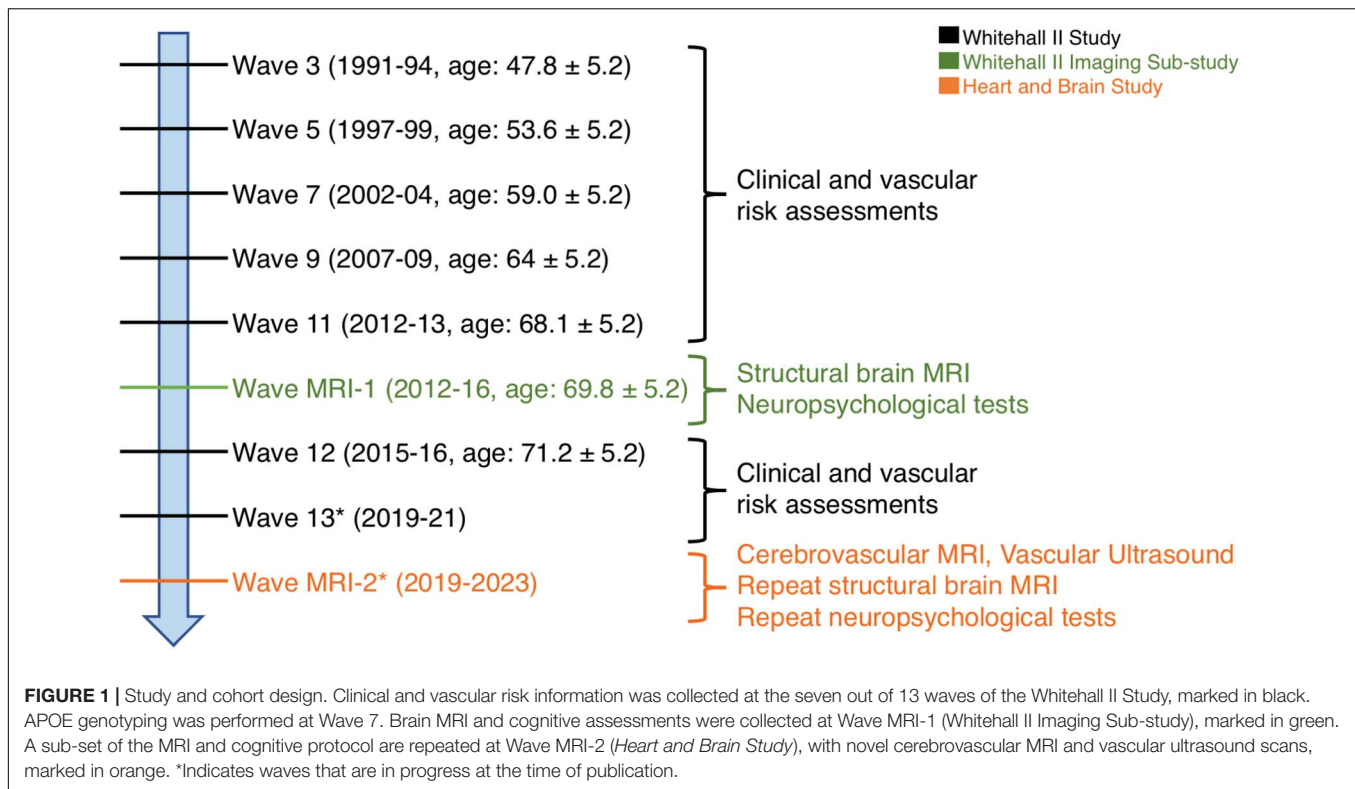 Whitehall II Study
Whitehall II Imaging Sub-study
Heart and Brain Study
Wave 3 (1991-94, age: 47.8 ± 5.2)
Wave 5 (1997-99, age: 53.6 ± 5.2)
Wave 7 (2002-04, age: 59.0 ± 5.2)
Wave 9 (2007-09, age: 64 ± 5.2)
Wave 11 (2012-13, age: 68.1 ± 5.2)
Clinical and vascular
risk assessments
Wave MRI-1 (2012-16, age: 69.8 ± 5.2)
Structural brain MRI
Neuropsychological tests
Wave 12 (2015-16, age: 71.2 ± 5.2)
Wave 13* (2019-21)
Clinical and vascular
risk assessments
Wave MRI-2* (2019-2023)
Cerebrovascular MRI, Vascular Ultrasound
Repeat structural brain MRI
Repeat neuropsychological tests
FIGURE 1 | Study and cohort design. Clinical and vascular risk information was collected at the seven out of 13 waves of the Whitehall II Study, marked in black.
APOE genotyping was performed at Wave 7. Brain MRI and cognitive assessments were collected at Wave MRI-1 (Whitehall II Imaging Sub-study), marked in green.
A sub-set of the MRI and cognitive protocol are repeated at Wave MRI-2 (Heart and Brain Study), with novel cerebrovascular MRI and vascular ultrasound scans,
marked in orange. *Indicates waves that are in progress at the time of publication.